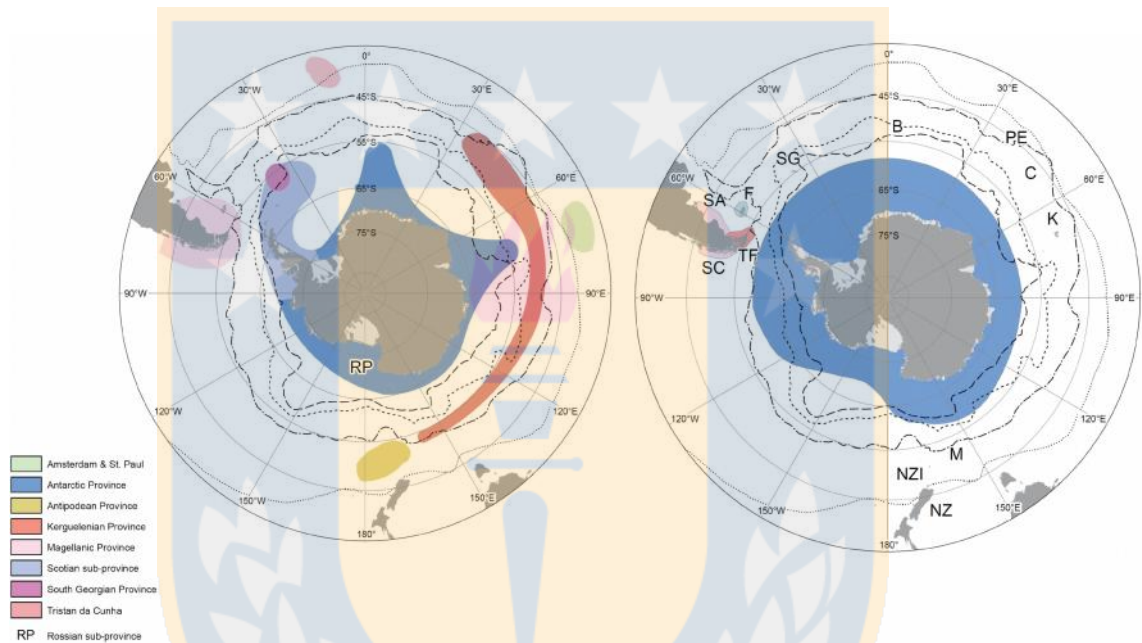 0°
30°W
30°E
45°S
55°S
60°W
60°E
65°S
75°S
90°W
90°E
RP
120°W
120°E
150°W
150°E
180°
0°
30°W
30°E
45°S
B
PE
55°S
SG
C
60°W
60°E
65°S
F
SA
K
75°S
TF
SC
90°W
90°E
120°W
120°E
M
NZI
150°W
150°E
NZ
180°
Amsterdam & St. Paul
Antarctic Province
Antipodean Province
Kerguelenian Province
Magellanic Province
Scotian sub-province
South Georgian Province
Tristan da Cunha
RP Rossian sub-province